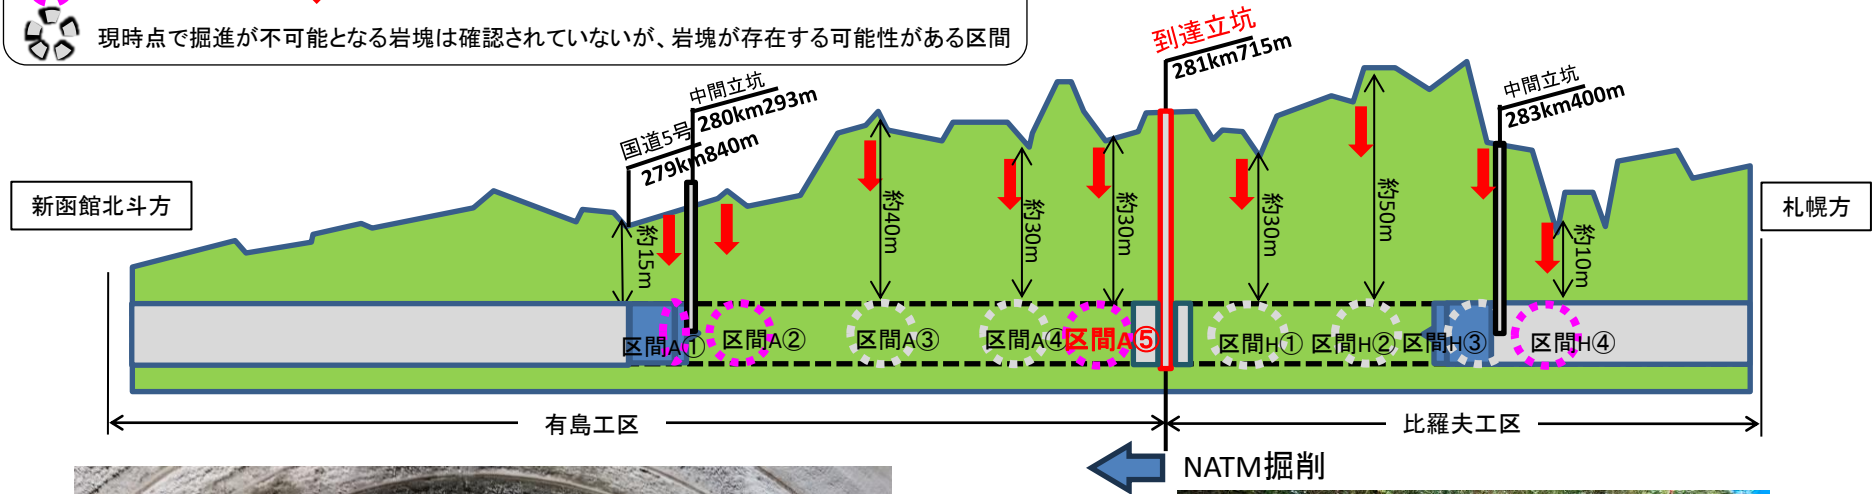 現時点で掘進が不可能となる岩塊は確認されていないが、岩塊が存在する可能性がある区間
到達立坑
281km715m
中間立坑
280km293m
国道5号
279km840m
中間立坑
283km400m
新函館北斗方
札幌方
約15m
約40m
約30m
約30m
約30m
約50m
約10m
区間A①
区間A②
区間A③
区間A④
区間A⑤
区間H①
区間H②
区間H③
区間H④
有島工区
比羅夫工区
NATM掘削